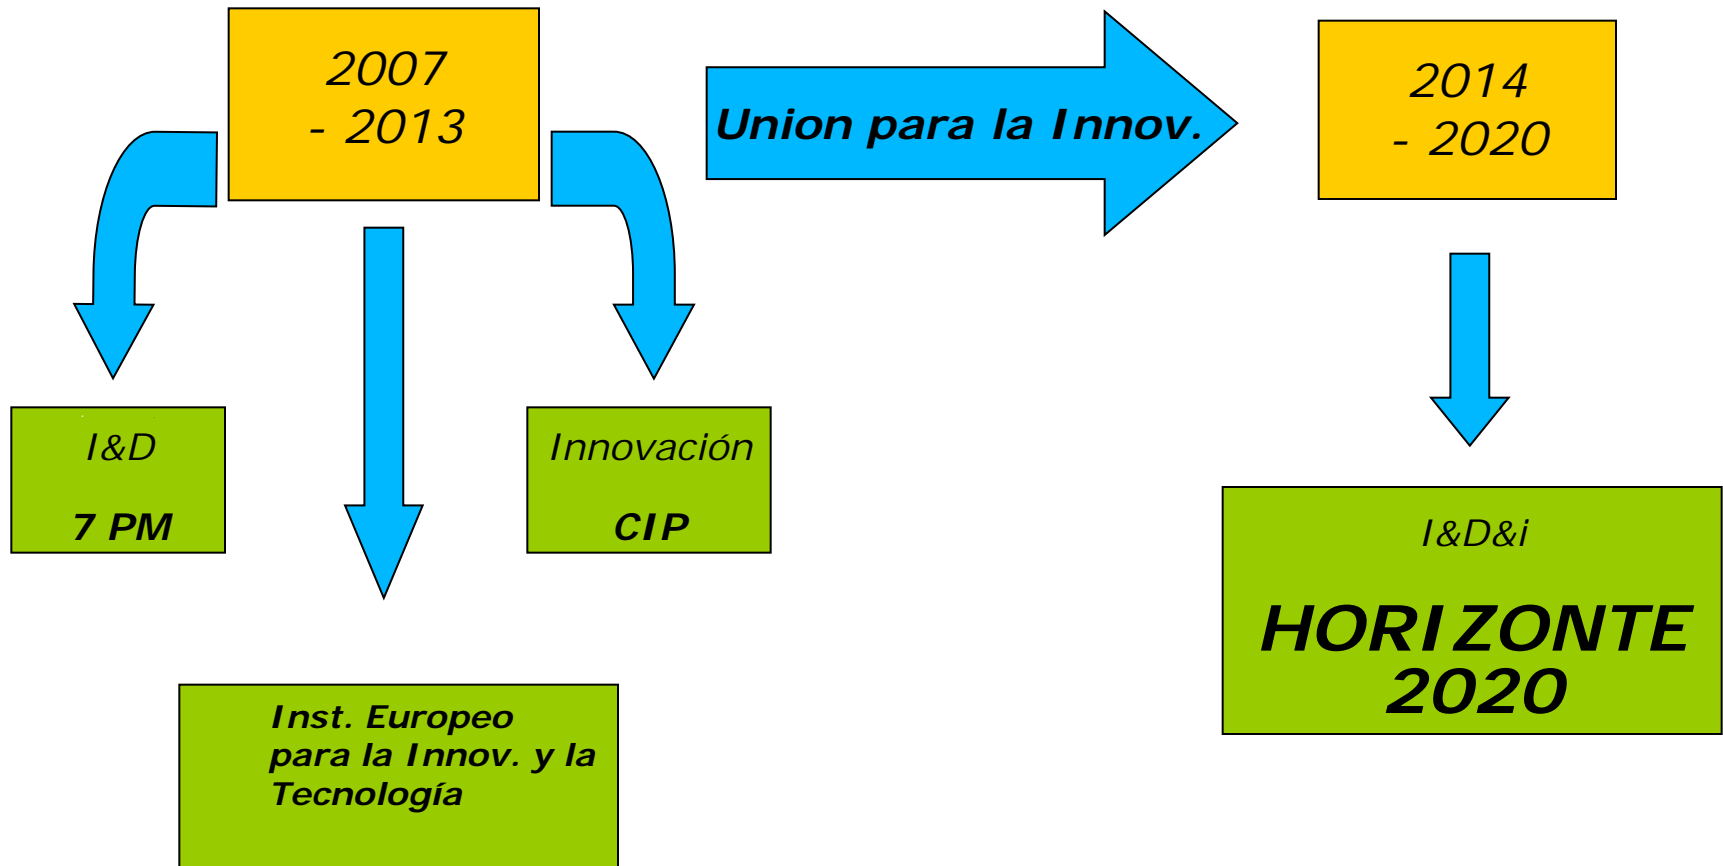 2007
- 2013
Union para la Innov.
2014
- 2020
I&D
7 PM
Innovación
CIP
I&D&i
HORIZONTE
2020
Inst. Europeo
para la Innov. y la
Tecnología